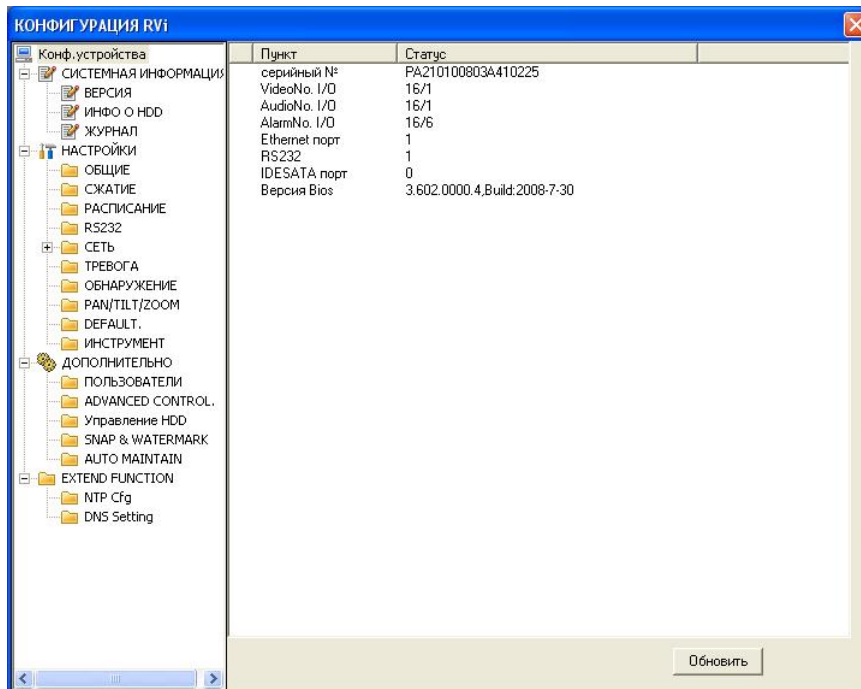 КОНФИГУРАЦИЯ RVi
Конф.устройства
СИСТЕМНАЯ ИНФОРМАЦИЯ
ВЕРСИЯ
ИНФО О HDD
ЖУРНАЛ
НАСТРОЙКИ
ОБЩИЕ
СЖАТИЕ
РАСПИСАНИЕ
RS232
СЕТЬ
ТРЕВОГА
ОБНАРУЖЕНИЕ
PAN/TILT/ZOOM
DEFAULT.
ИНСТРУМЕНТ
ДОПОЛНИТЕЛЬНО
ПОЛЬЗОВАТЕЛИ
ADVANCED CONTROL.
Управление HDD
SNAP & WATERMARK
AUTO MAINTAIN
EXTEND FUNCTION
NTP Cfg
DNS Setting
Пункт Статус
серийный № PA210100803A410225
VideoNo. I/O 16/1
AudioNo. I/O 16/1
AlarmNo. I/O 16/6
Ethernet порт 1
RS232 1
IDESATA порт 0
Версия Bios 3.602.0000.4,Build:2008-7-30
Обновить